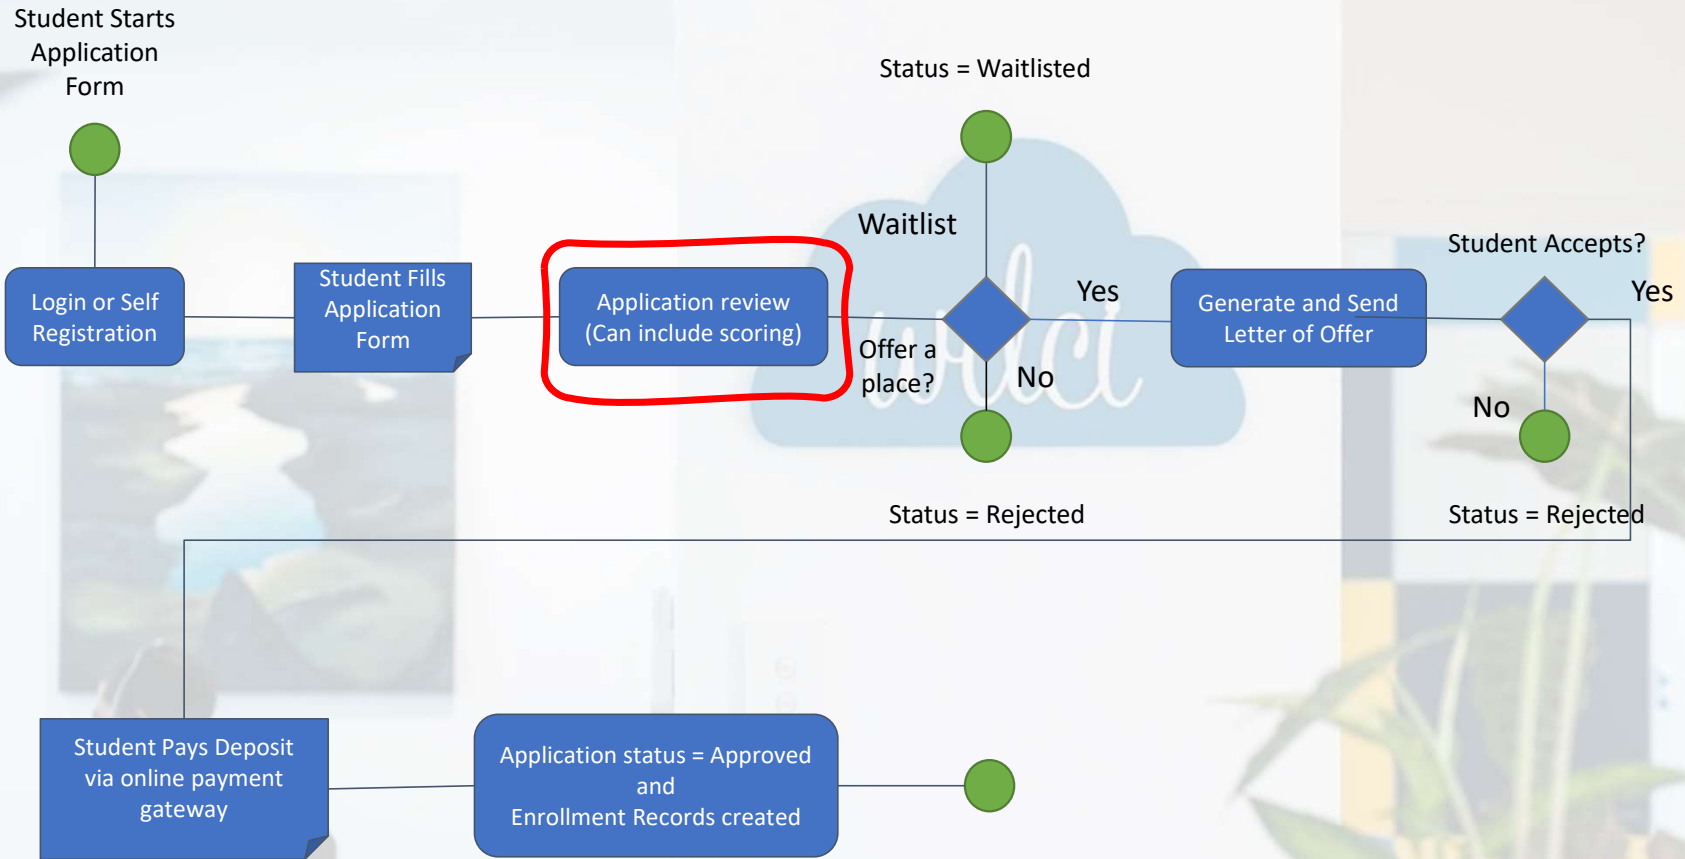 Student Starts
Application
Form
Status = Waitlisted
Waitlist
Student Accepts?
Login or Self
Registration
Student Fills
Application
Form
Application review
(Can include scoring)
Offer a
place?
Yes
No
Generate and Send
Letter of Offer
Yes
No
wdci
Status = Rejected
Status = Rejected
Student Pays Deposit
via online payment
gateway
Application status = Approved
and
Enrollment Records created